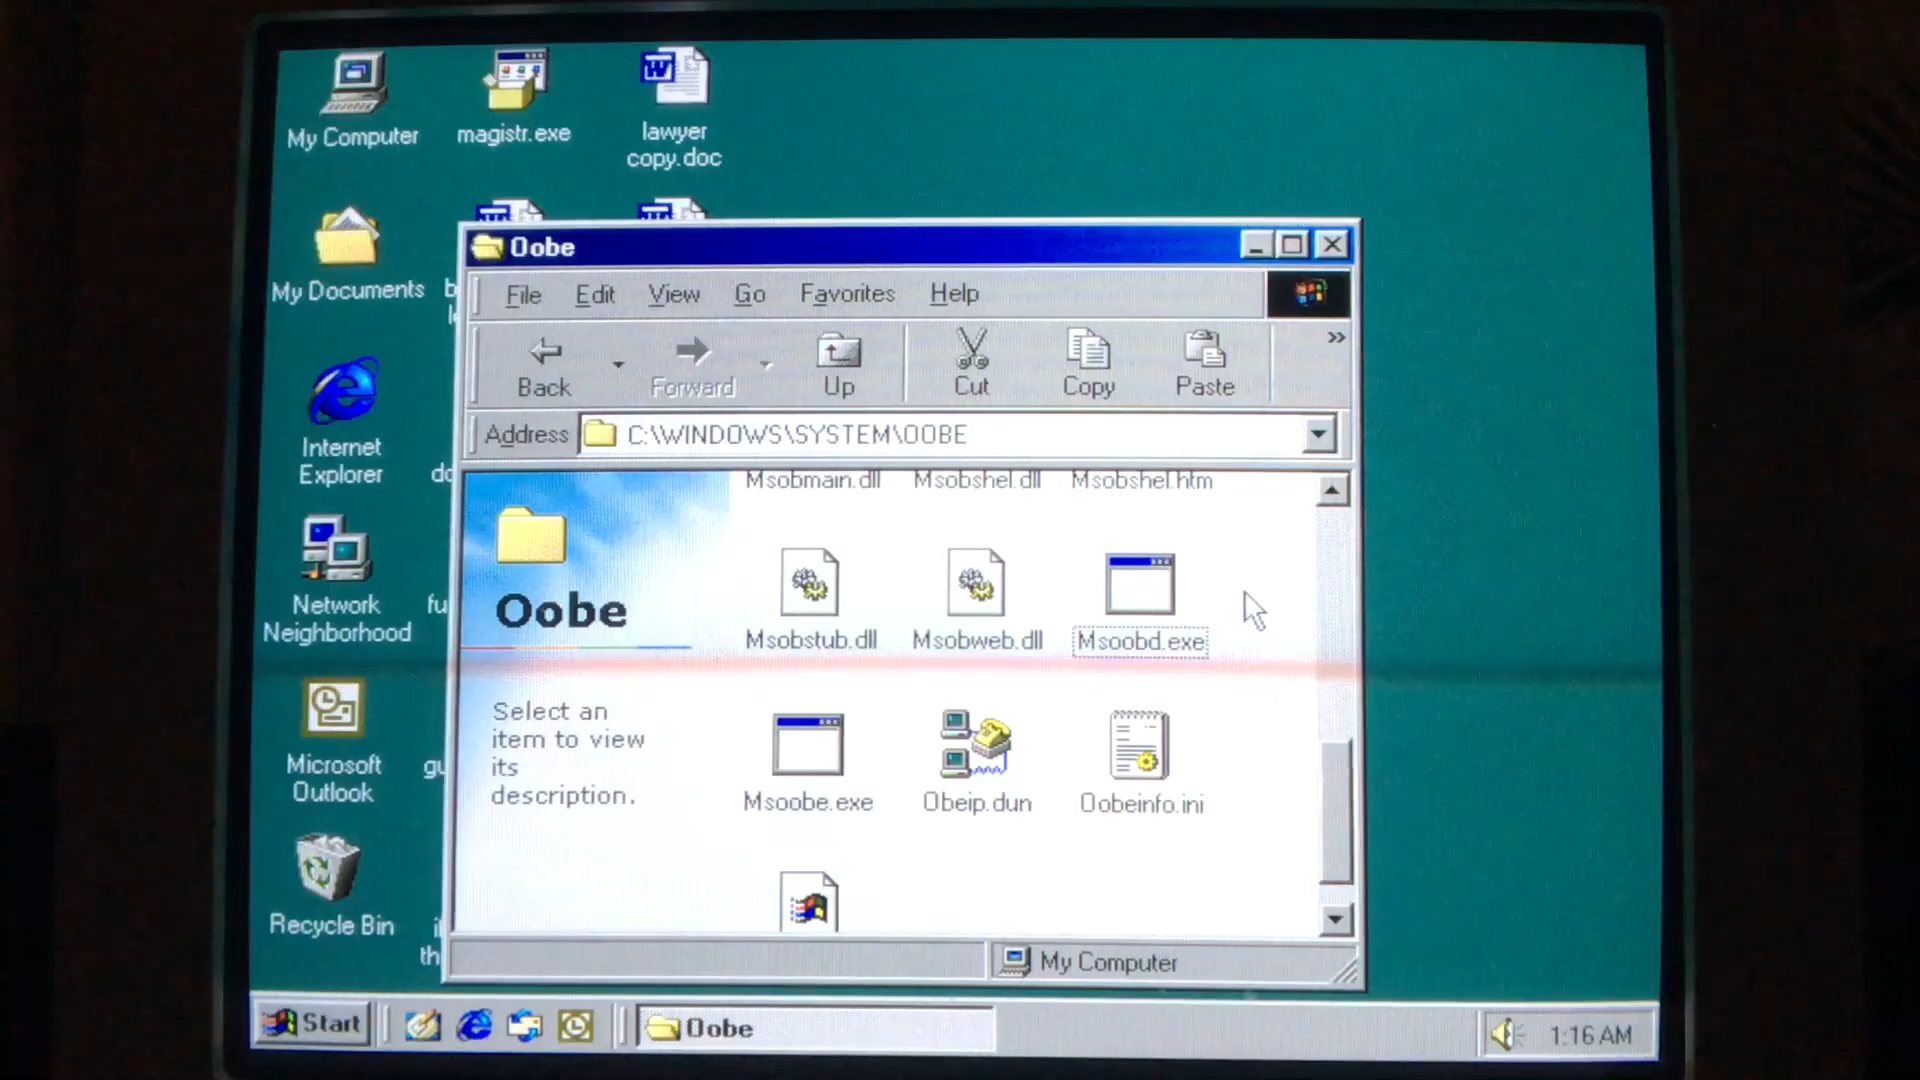 My Computer
magistr.exe
lawyer
copy.doc
My Documents
Internet
Explorer
Network
Neighborhood
Microsoft
Outlook
Recycle Bin
Oobe
File Edit View Go Favorites Help
Back Forward Up Cut Copy Paste »
Address C:\WINDOWS\SYSTEM\OOBE
Msobmain.dll Msobshel.dll Msobshel.htm
Oobe
Select an
item to view
its
description.
Msobstub.dll Msobweb.dll Msoobd.exe
Msoobe.exe Obeip.dun Oobeinfo.ini
My Computer
Start Oobe 1:16 AM